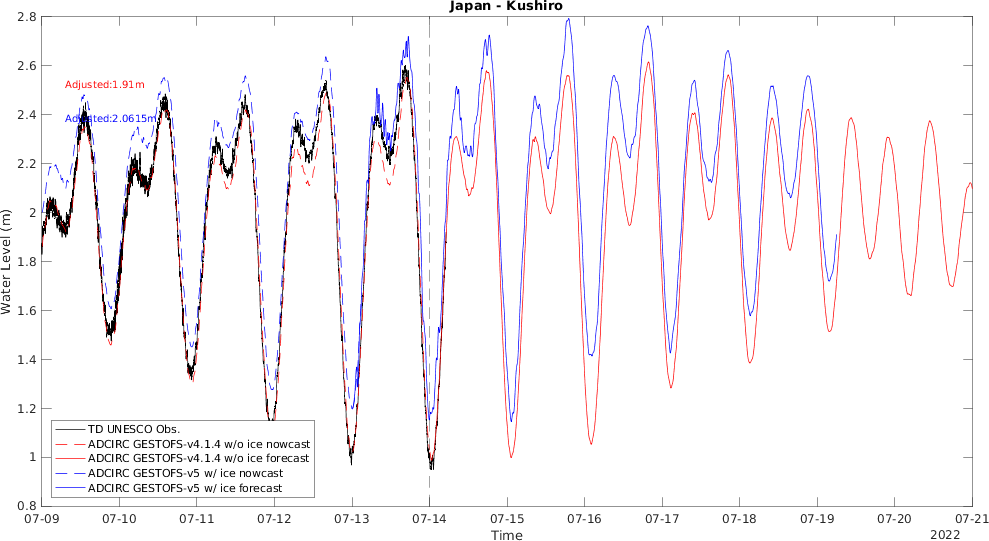 Japan - Kushiro
2.8
2.6
2.4
2.2
2
1.8
1.6
1.4
1.2
1
0.8
Water Level (m)
Adjusted:1.91m
Adjusted:2.0615m
TD UNESCO Obs.
ADCIRC GESTOFS-v4.1.4 w/o ice nowcast
ADCIRC GESTOFS-v4.1.4 w/o ice forecast
ADCIRC GESTOFS-v5 w/ ice nowcast
ADCIRC GESTOFS-v5 w/ ice forecast
07-09 07-10 07-11 07-12 07-13 07-14 07-15 07-16 07-17 07-18 07-19 07-20 07-21
Time
2022